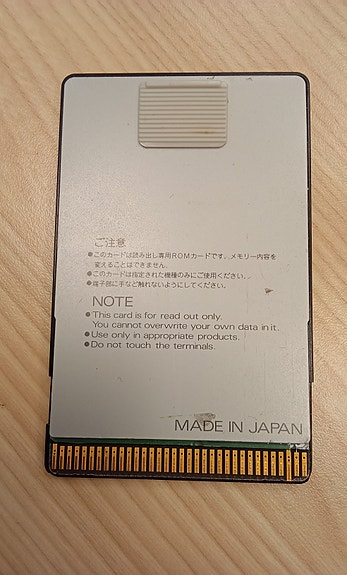 ご注意
●このカードは読み出し専用ROMカードです。メモリー内容を
変えることはできません。
●このカードは指定された機種のみにご使用ください。
●端子部に手など触れないようにしてください。
NOTE
●This card is for read out only.
You cannot overwrite your own data in it.
●Use only in appropriate products.
●Do not touch the terminals.
MADE IN JAPAN